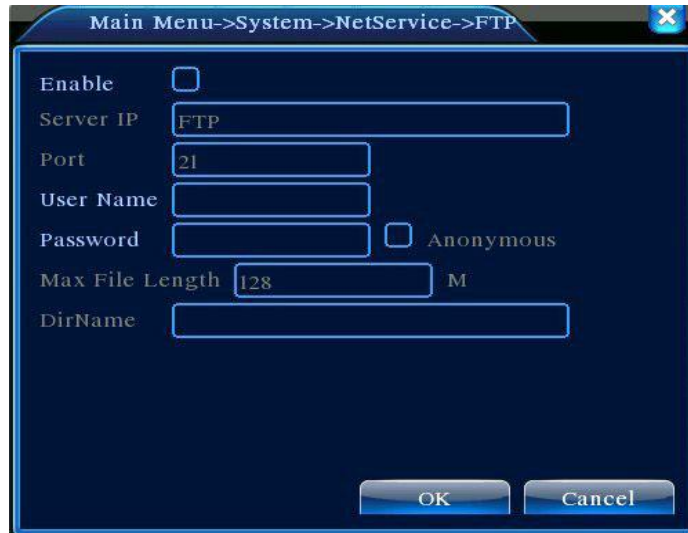 Main Menu->System->NetService->FTP
Enable
Server IP FTP
Port 21
User Name
Password Anonymous
Max File Length 128 M
DirName
OK Cancel